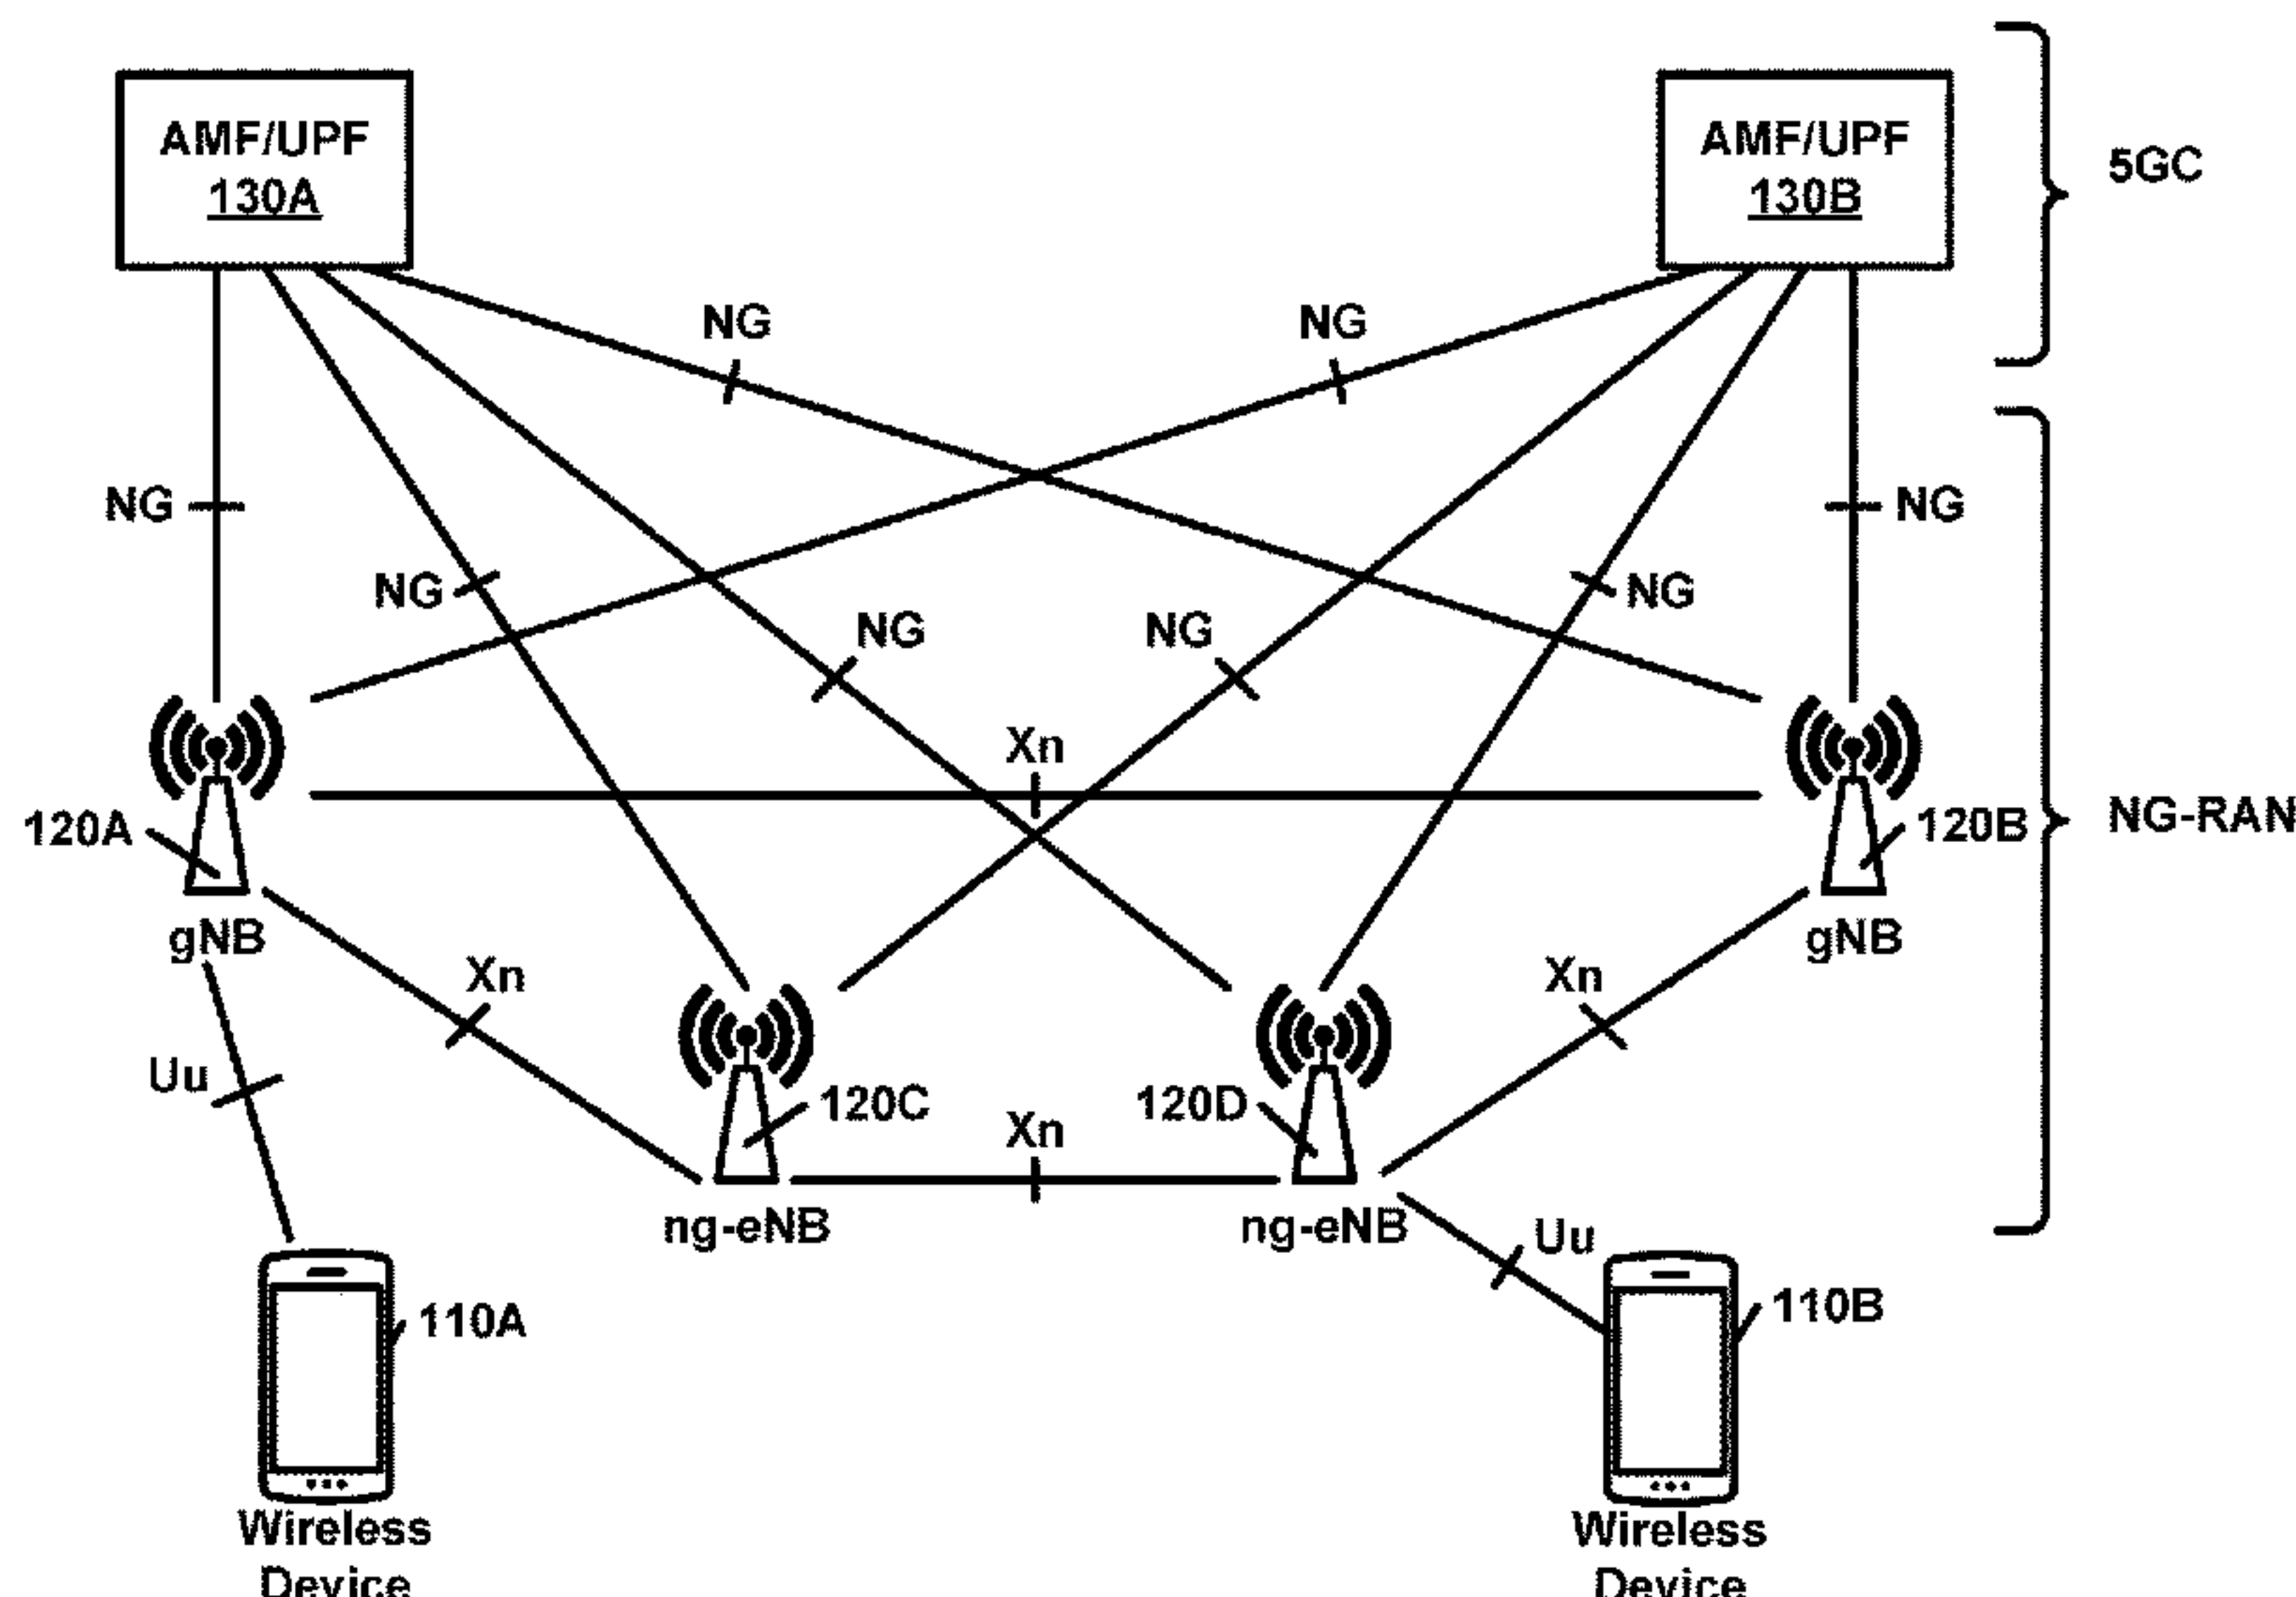 AMF/UPF
130A
AMF/UPF
130B
5GC
NG
NG
NG
NG
NG
NG
NG
NG
Xn
120A
120B
NG-RAN
gNB
gNB
Xn
Xn
Uu
120C
120D
Xn
ng-eNB
ng-eNB
Uu
110A
110B
Wireless
Device
Wireless
Device